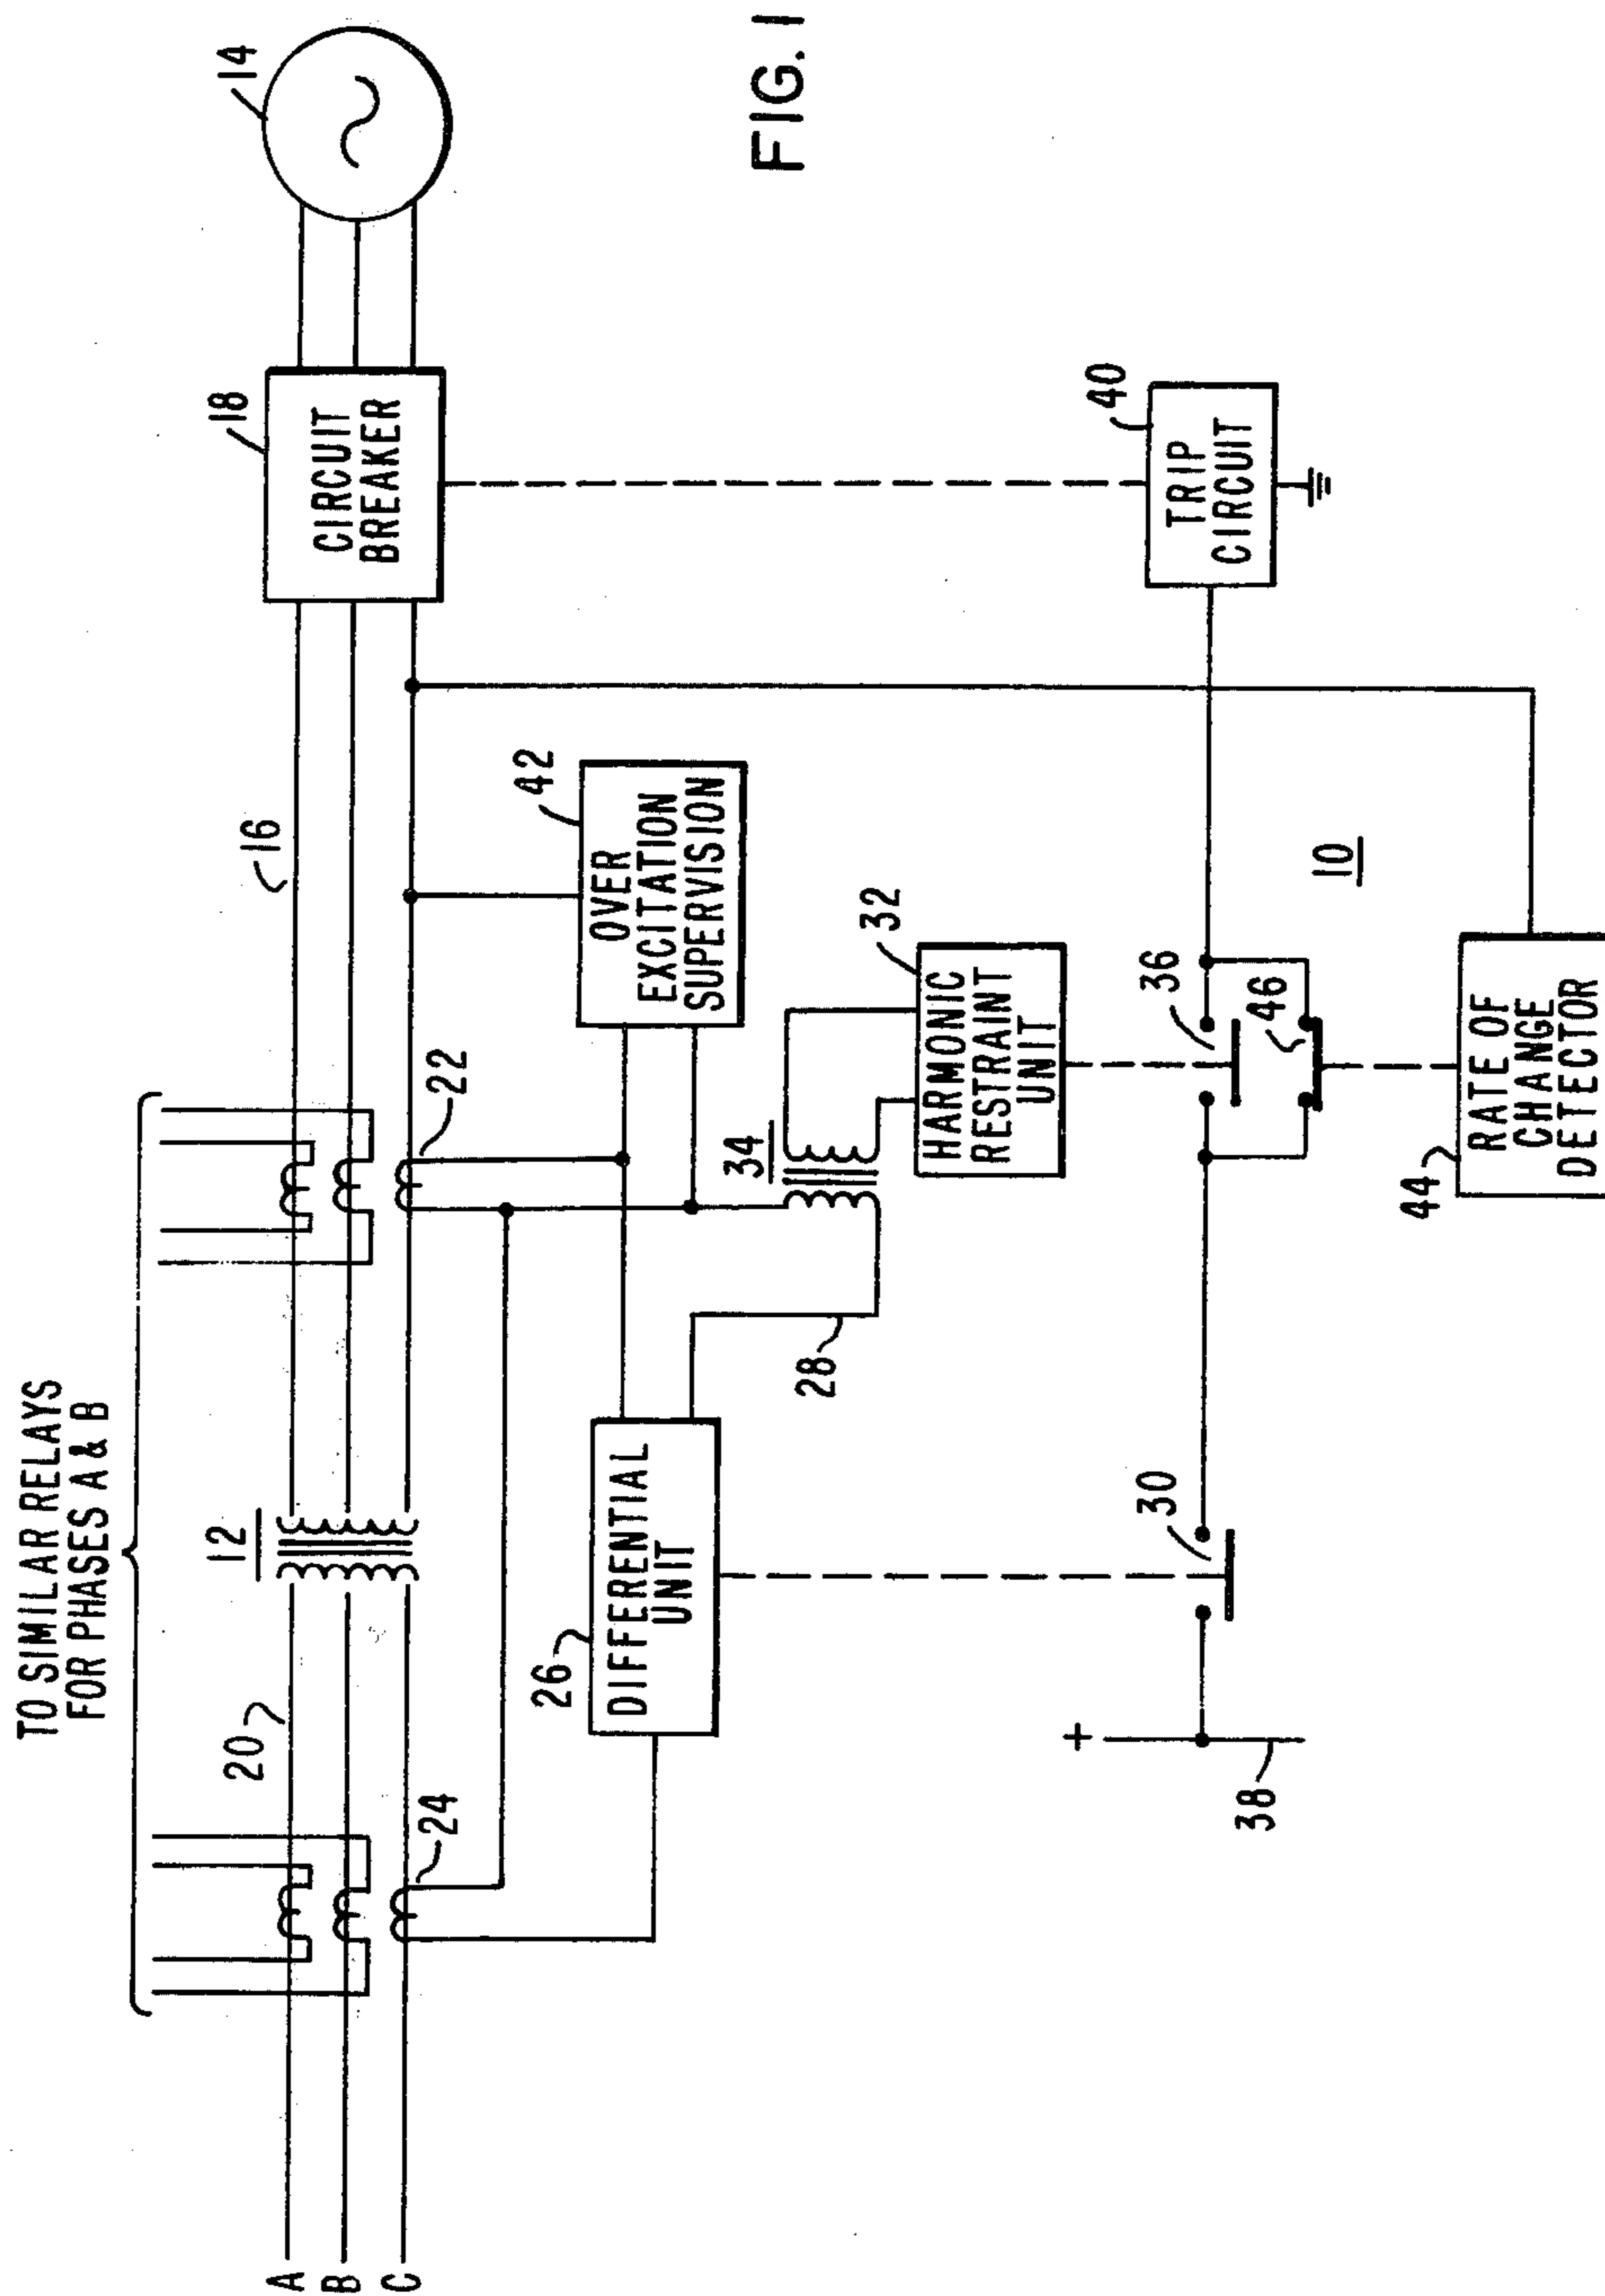 TO SIMILAR RELAYS
FOR PHASES A & B
A
B
C
20
24
12
16
22
18
CIRCUIT
BREAKER
14
26
DIFFERENTIAL
UNIT
28
34
42
OVER
EXCITATION
SUPERVISION
32
HARMONIC
RESTRAINT
UNIT
+
38
30
36
46
10
40
TRIP
CIRCUIT
44
RATE OF
CHANGE
DETECTOR
FIG. 1